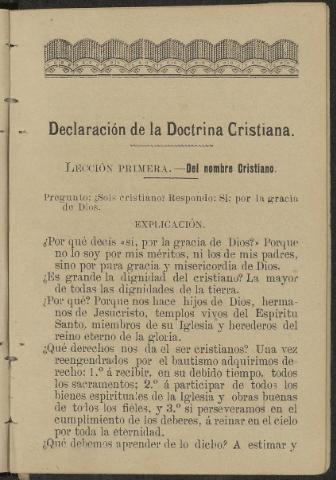 Declaración de la Doctrina Cristiana.
LECCIÓN PRIMERA.—Del nombre Cristiano.
Pregunto: ¿Sois cristiano? Respondo: Si: por la gracia
de Dios.
EXPLICACIÓN.
¿Por qué decis «si, por la gracia de Dios?» Porque
no lo soy por mis méritos, ni los de mis padres,
sino por pura gracia y misericordia de Dios.
¿Es grande la dignidad del cristiano? La mayor
de todas las dignidades de la tierra.
¿Por qué? Porque nos hace hijos de Dios, herma-
nos de Jesucristo, templos vivos del Espíritu
Santo, miembros de su Iglesia y herederos del
reino eterno de la gloria.
¿Qué derechos nos da el ser cristianos? Una vez
reengendrados por el bautismo adquirimos de-
recho: 1.º á recibir, en su debido tiempo, todos
los sacramentos; 2.º á participar de todos los
bienes espirituales de la Iglesia y obras buenas
de todos los fieles, y 3.º si perseveramos en el
cumplimiento de los deberes, á reinar en el cielo
por toda la eternidad.
¿Qué debemos aprender de lo dicho? A estimar y